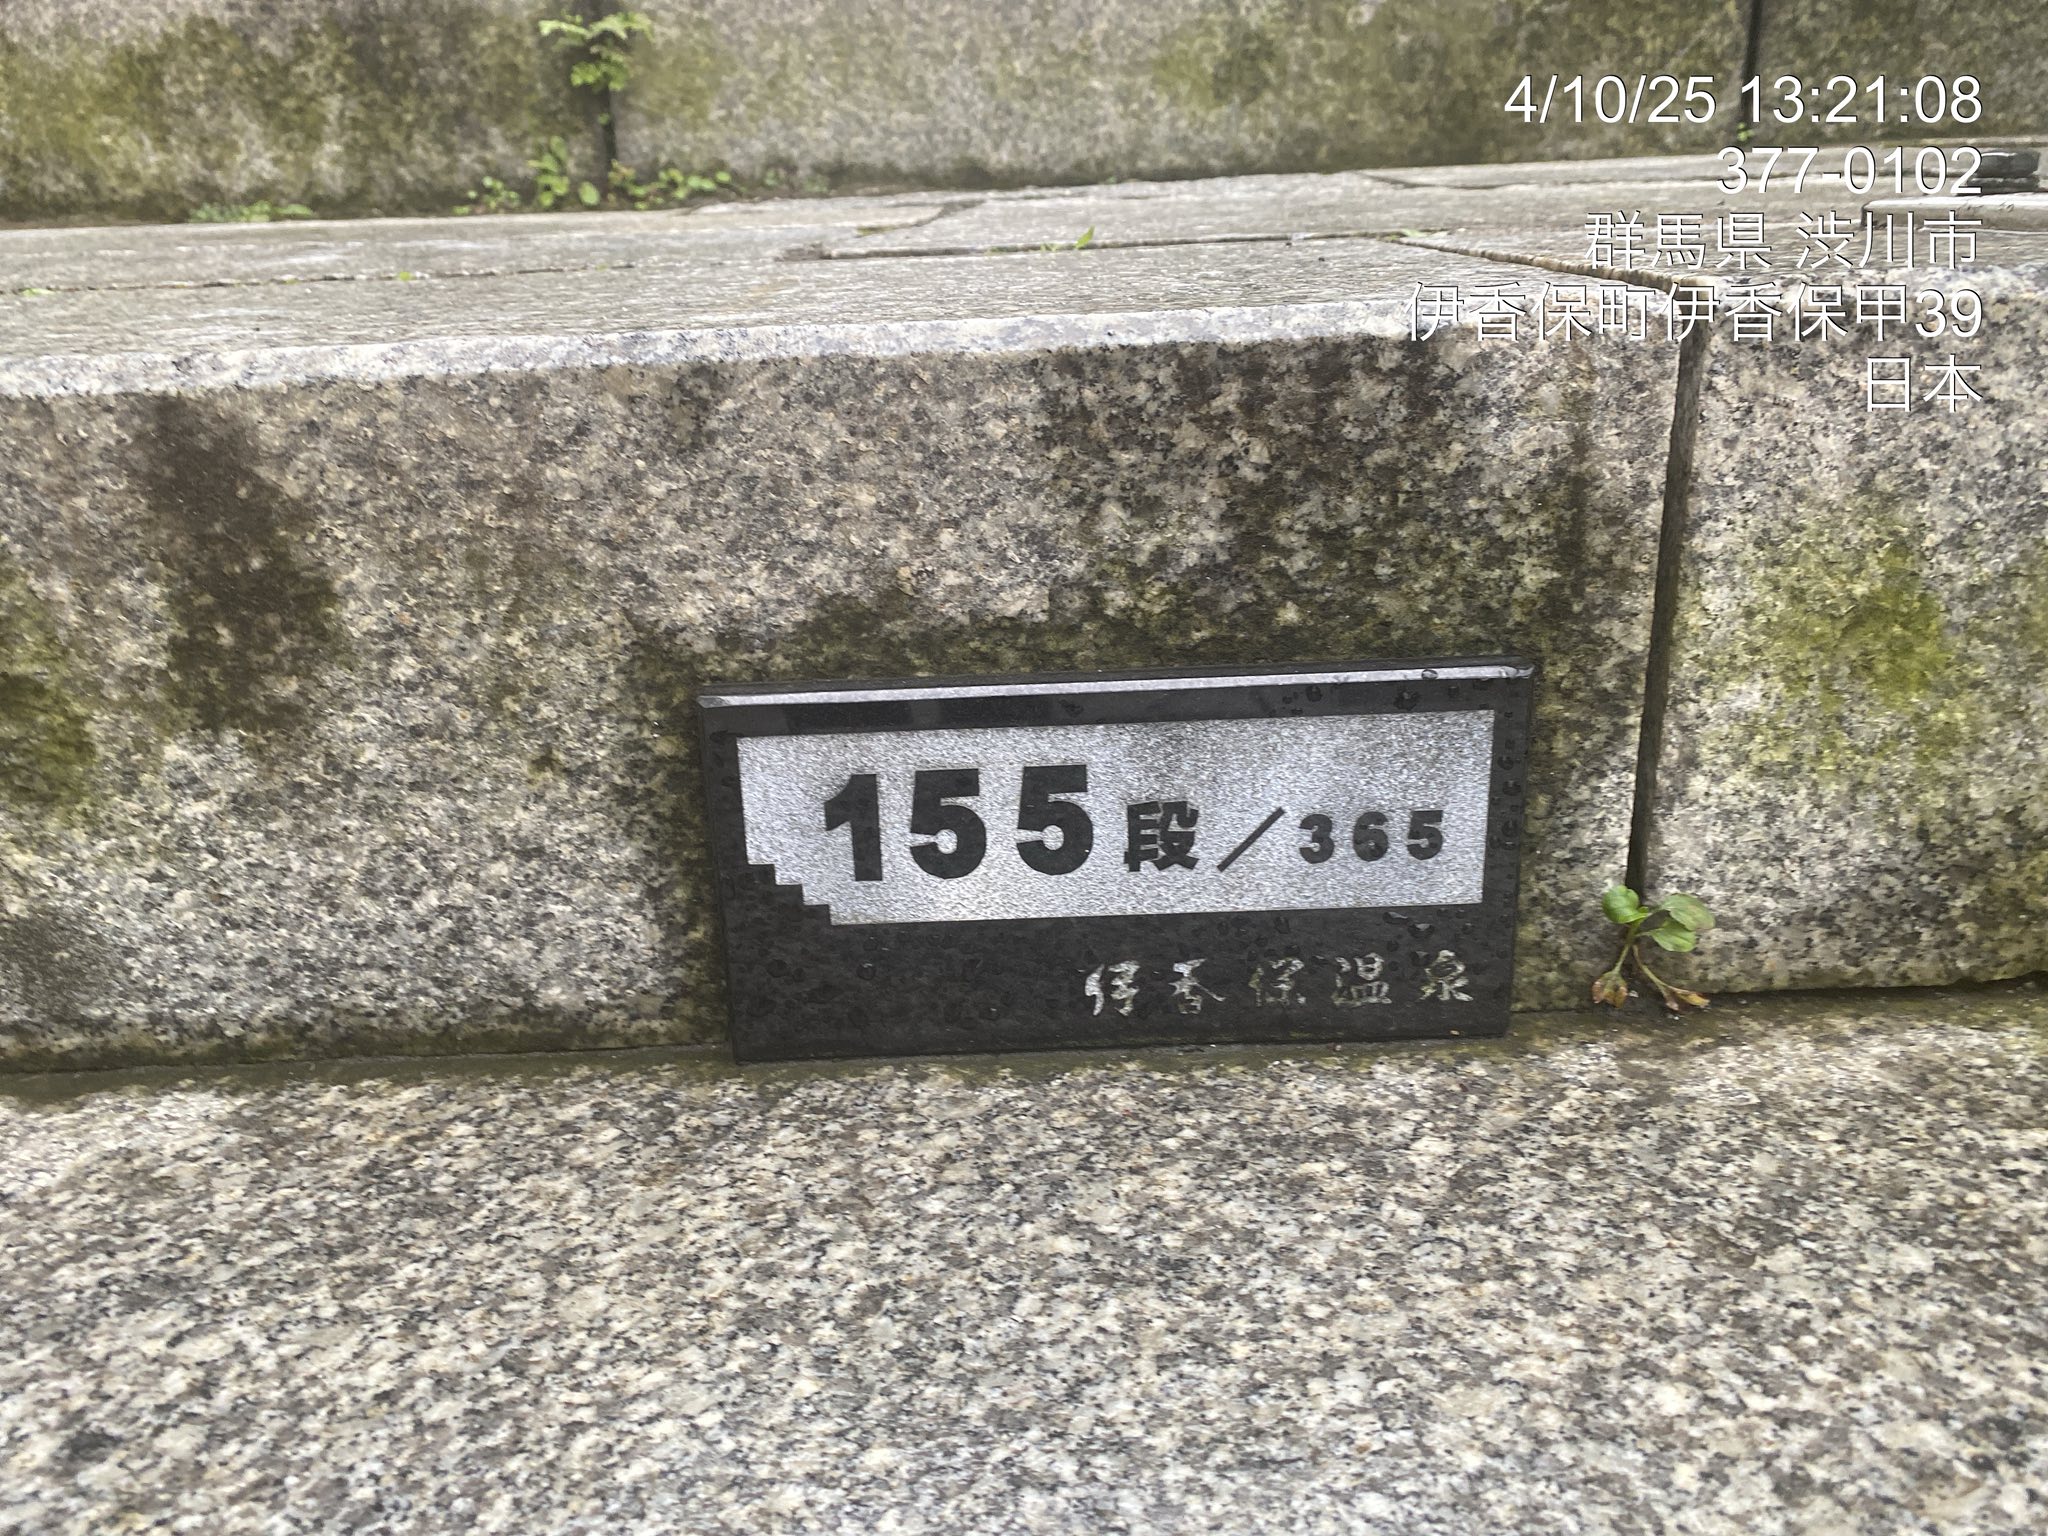 4/10/25 13:21:08
377-0102
群馬県 渋川市
伊香保町伊香保甲39
日本
155段／365
伊香保温泉